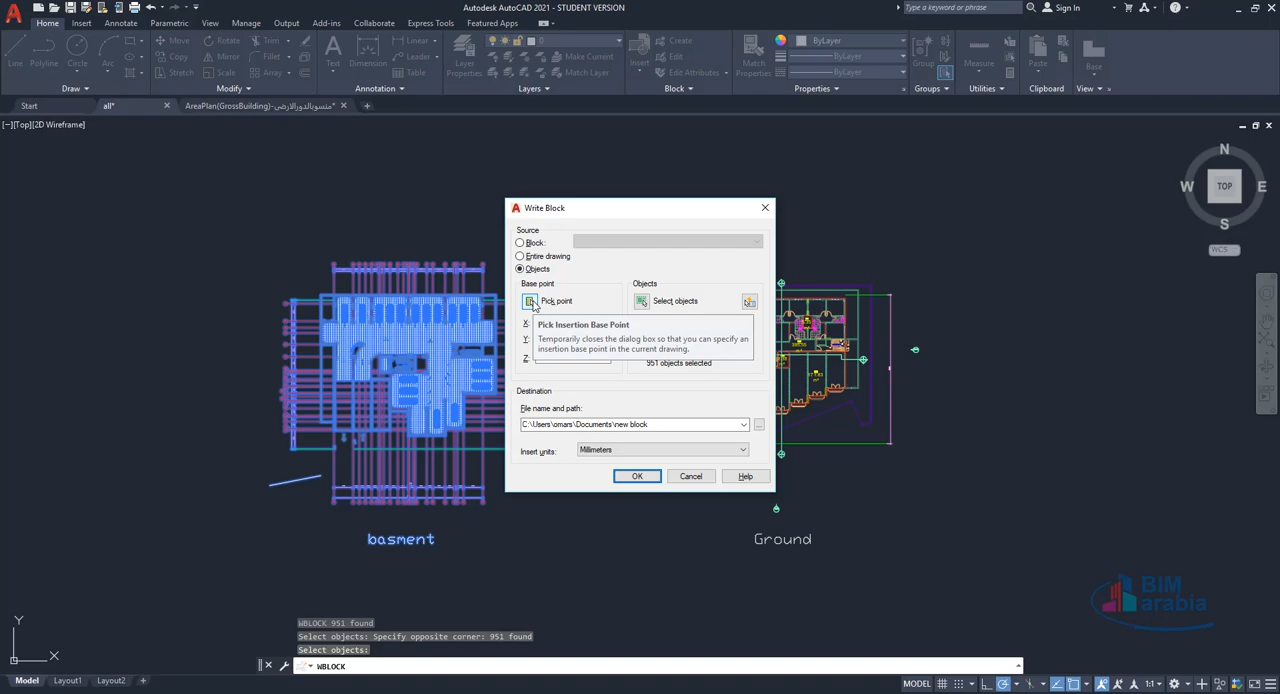 Autodesk AutoCAD 2021 - STUDENT VERSION
Type a keyword or phrase
Sign In
Home Insert Annotate Parametric View Manage Output Add-ins Collaborate Express Tools Featured Apps
Move Rotate Trim Linear Create
Copy Mirror Fillet Leader Make Current Edit
Line Polyline Circle Arc Stretch Scale Array Text Dimension Table Layer Properties Match Layer Insert Edit Attributes Match Properties Group Measure Paste Base
0 ByLayer
ByLayer
ByLayer
Draw Modify Annotation Layers Block Properties Groups Utilities Clipboard View
Start all* AreaPlan(GrossBuilding)-منسوبالدورالارضي*
[−][Top][2D Wireframe]
N
W TOP E
S
WCS
Write Block
Source
Block:
Entire drawing
Objects
Base point Objects
Pick point Select objects
X:
Pick Insertion Base Point
Y:
Temporarily closes the dialog box so that you can specify an
insertion base point in the current drawing.
Z:
951 objects selected
Destination
File name and path:
C:\Users\omars\Documents\new block
...
Insert units: Millimeters
OK Cancel Help
basment Ground
BIM
arabia
Y
X
WBLOCK 951 found
Select objects: Specify opposite corner: 951 found
Select objects:
WBLOCK
Model Layout1 Layout2 +
MODEL 1:1